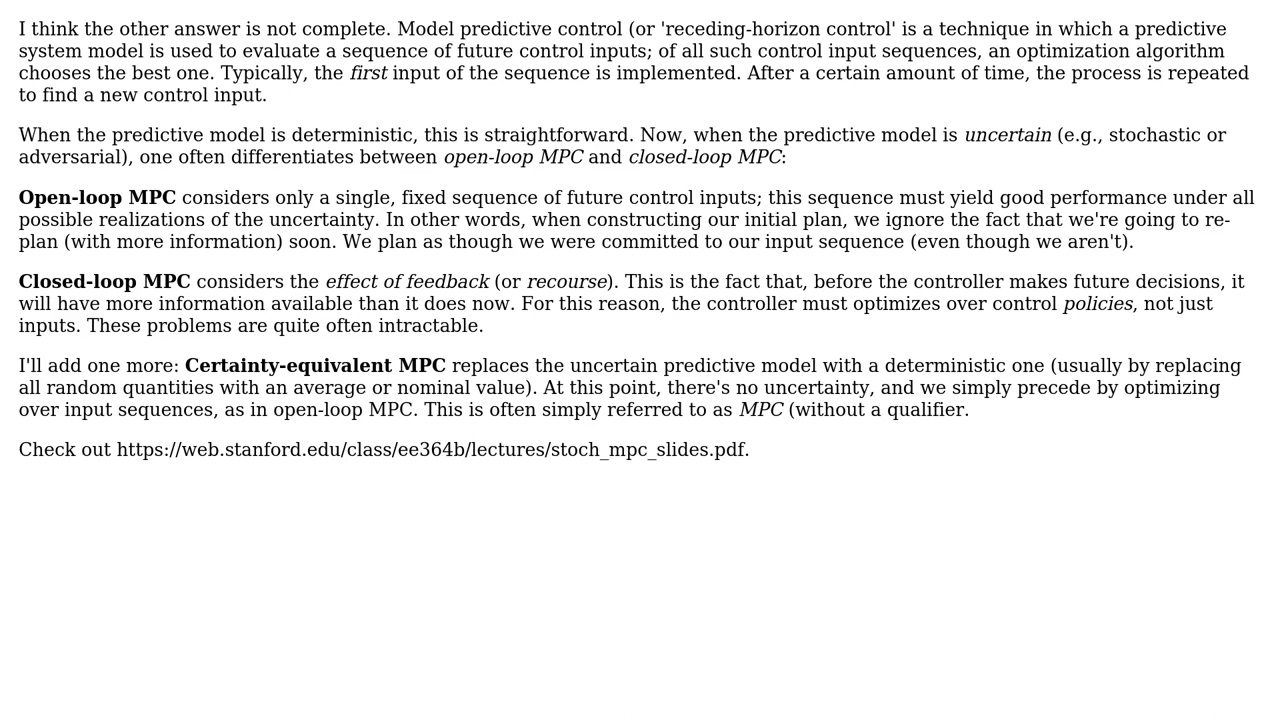 I think the other answer is not complete. Model predictive control (or 'receding-horizon control' is a technique in which a predictive
system model is used to evaluate a sequence of future control inputs; of all such control input sequences, an optimization algorithm
chooses the best one. Typically, the first input of the sequence is implemented. After a certain amount of time, the process is repeated
to find a new control input.
When the predictive model is deterministic, this is straightforward. Now, when the predictive model is uncertain (e.g., stochastic or
adversarial), one often differentiates between open-loop MPC and closed-loop MPC:
Open-loop MPC considers only a single, fixed sequence of future control inputs; this sequence must yield good performance under all
possible realizations of the uncertainty. In other words, when constructing our initial plan, we ignore the fact that we're going to re-
plan (with more information) soon. We plan as though we were committed to our input sequence (even though we aren't).
Closed-loop MPC considers the effect of feedback (or recourse). This is the fact that, before the controller makes future decisions, it
will have more information available than it does now. For this reason, the controller must optimizes over control policies, not just
inputs. These problems are quite often intractable.
I'll add one more: Certainty-equivalent MPC replaces the uncertain predictive model with a deterministic one (usually by replacing
all random quantities with an average or nominal value). At this point, there's no uncertainty, and we simply precede by optimizing
over input sequences, as in open-loop MPC. This is often simply referred to as MPC (without a qualifier.
Check out https://web.stanford.edu/class/ee364b/lectures/stoch_mpc_slides.pdf.